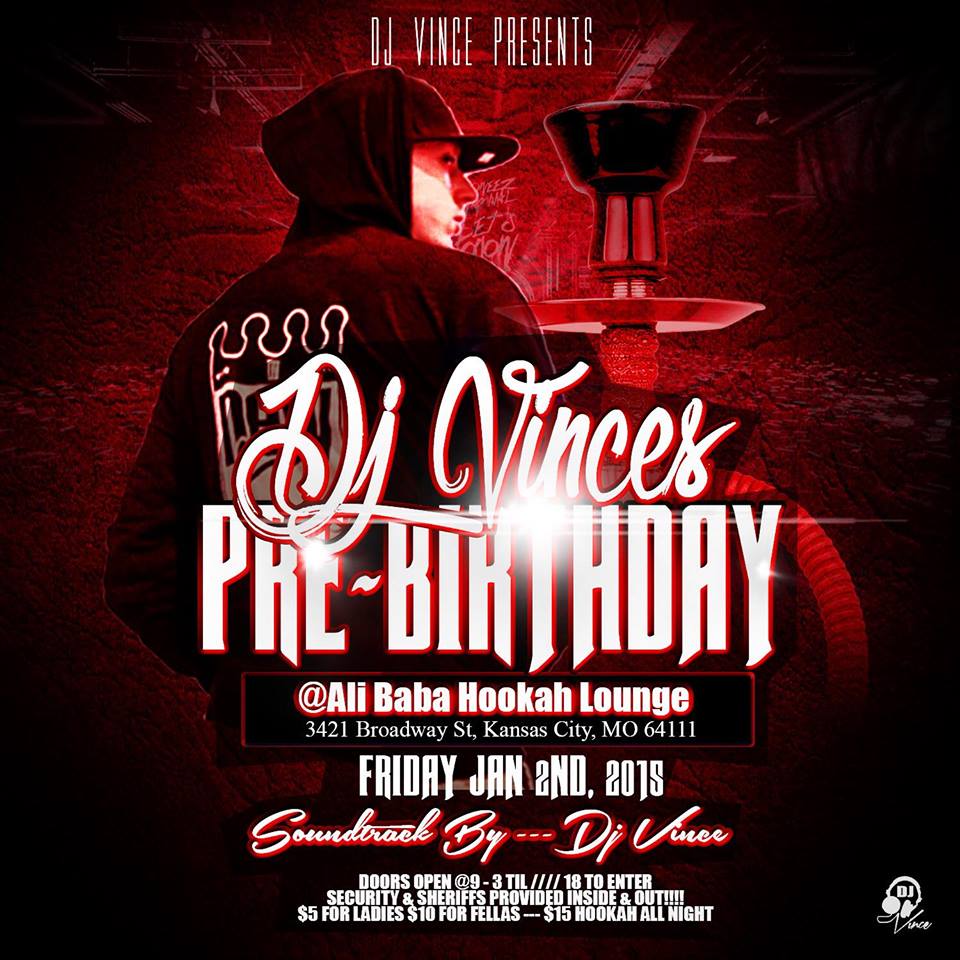 DJ VINCE PRESENTS
LET'S
Dj Vinces
PRE-BIRTHDAY
@Ali Baba Hookah Lounge
3421 Broadway St, Kansas City, MO 64111
FRIDAY JAN 2ND, 2015
Soundtrack By --- Dj Vince
DOORS OPEN @9 - 3 TIL //// 18 TO ENTER
SECURITY & SHERIFFS PROVIDED INSIDE & OUT!!!!
$5 FOR LADIES $10 FOR FELLAS --- $15 HOOKAH ALL NIGHT
DJ
Vince